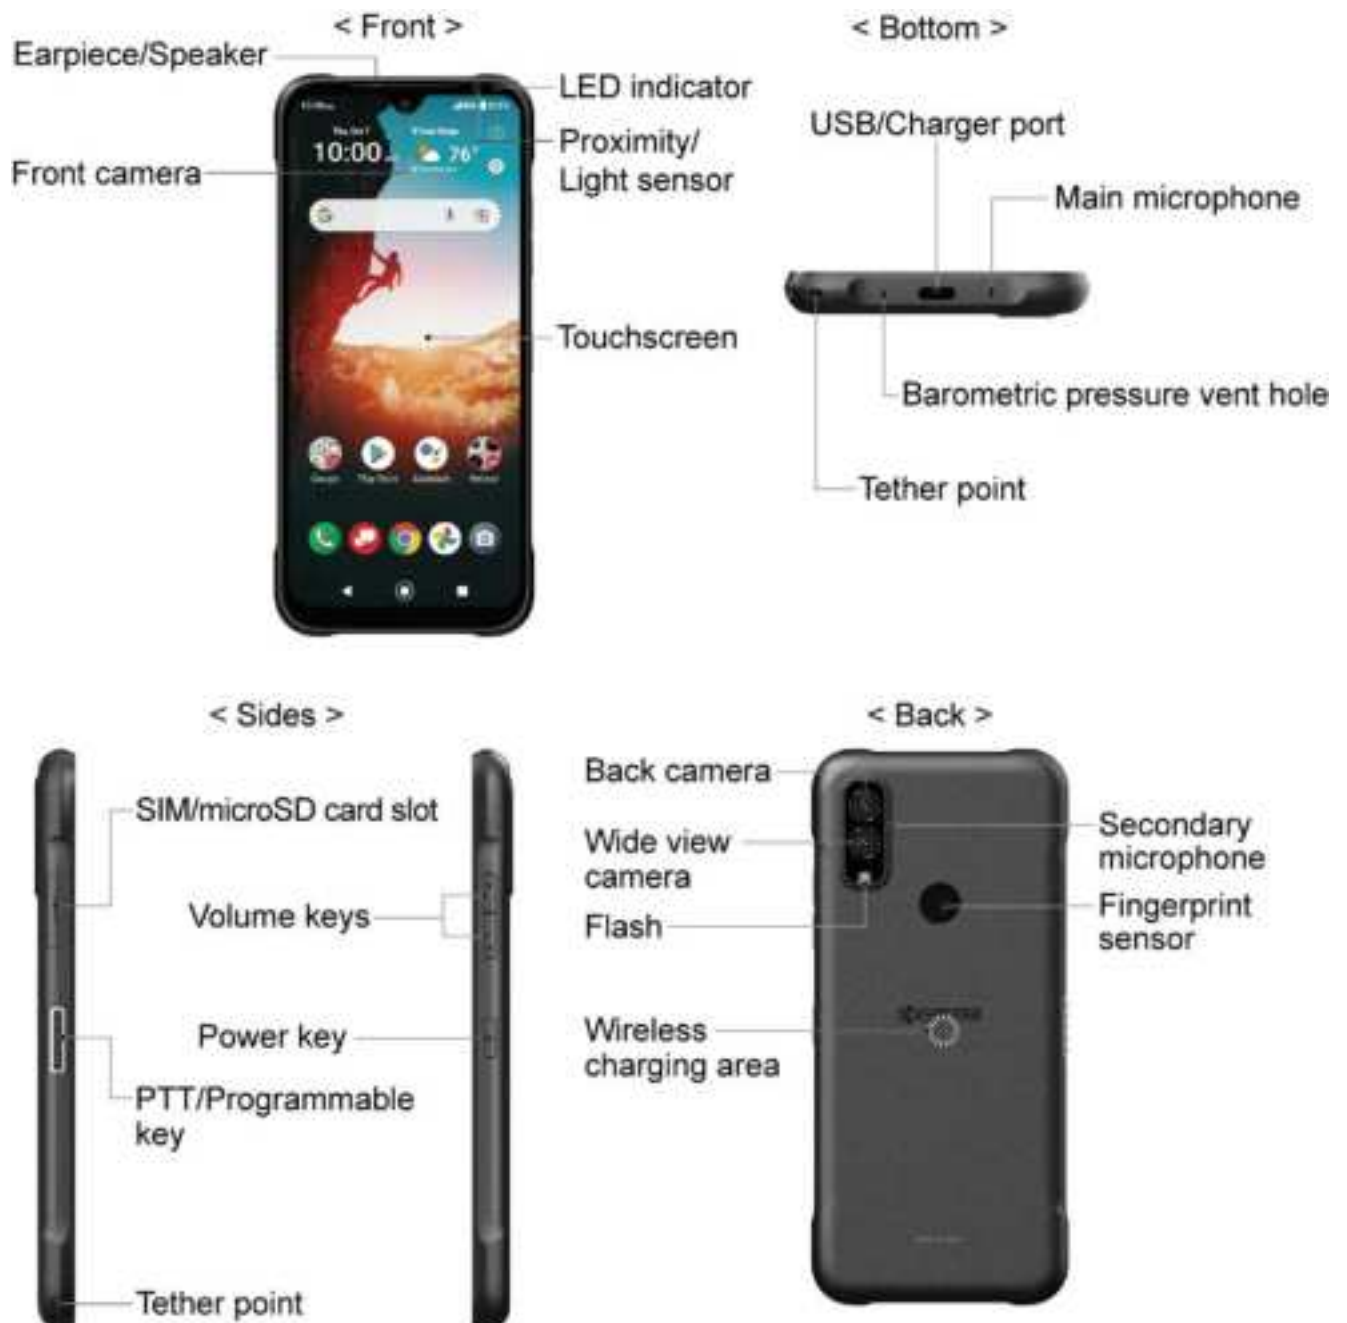 < Front >
Earpiece/Speaker
LED indicator
Proximity/
Light sensor
Front camera
10:00
76°
Touchscreen
< Bottom >
USB/Charger port
Main microphone
Barometric pressure vent hole
Tether point
< Sides >
SIM/microSD card slot
Volume keys
Power key
PTT/Programmable
key
Tether point
< Back >
Back camera
Wide view
camera
Flash
Wireless
charging area
Secondary
microphone
Fingerprint
sensor